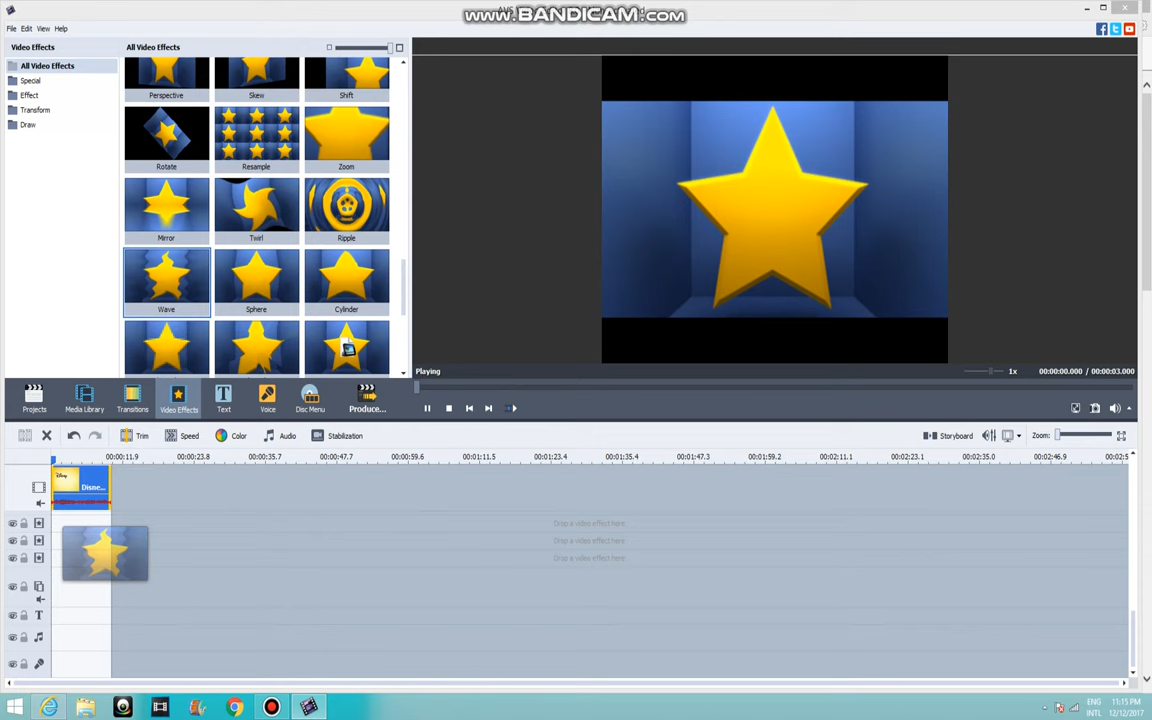 www.BANDICAM.com
File Edit View Help
Video Effects
All Video Effects
All Video Effects
Special
Effect
Transform
Draw
Perspective
Skew
Shift
Rotate
Resample
Zoom
Mirror
Twirl
Ripple
Wave
Sphere
Cylinder
Playing
1x
00:00:00.000 / 00:00:03.000
Projects
Media Library
Transitions
Video Effects
Text
Voice
Disc Menu
Produce...
Trim
Speed
Color
Audio
Stabilization
Storyboard
Zoom:
00:00:11.9 00:00:23.8 00:00:35.7 00:00:47.7 00:00:59.6 00:01:11.5 00:01:23.4 00:01:35.4 00:01:47.3 00:01:59.2 00:02:11.1 00:02:23.1 00:02:35.0 00:02:46.9 00:02:5
Disney
Disne...
Drop a video effect here
Drop a video effect here
Drop a video effect here
T
ENG
INTL
11:15 PM
12/12/2017